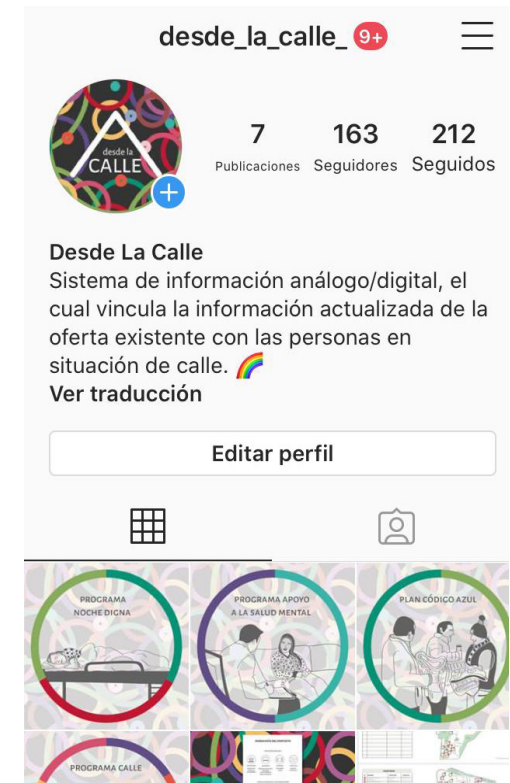 desde_la_calle_ 9+
desde la
CALLE
7 163 212
Publicaciones Seguidores Seguidos
Desde La Calle
Sistema de información análogo/digital, el
cual vincula la información actualizada de la
oferta existente con las personas en
situación de calle. 🌈
Ver traducción
Editar perfil
PROGRAMA
NOCHE DIGNA
PROGRAMA APOYO
A LA SALUD MENTAL
PLAN CÓDIGO AZUL
PROGRAMA CALLE